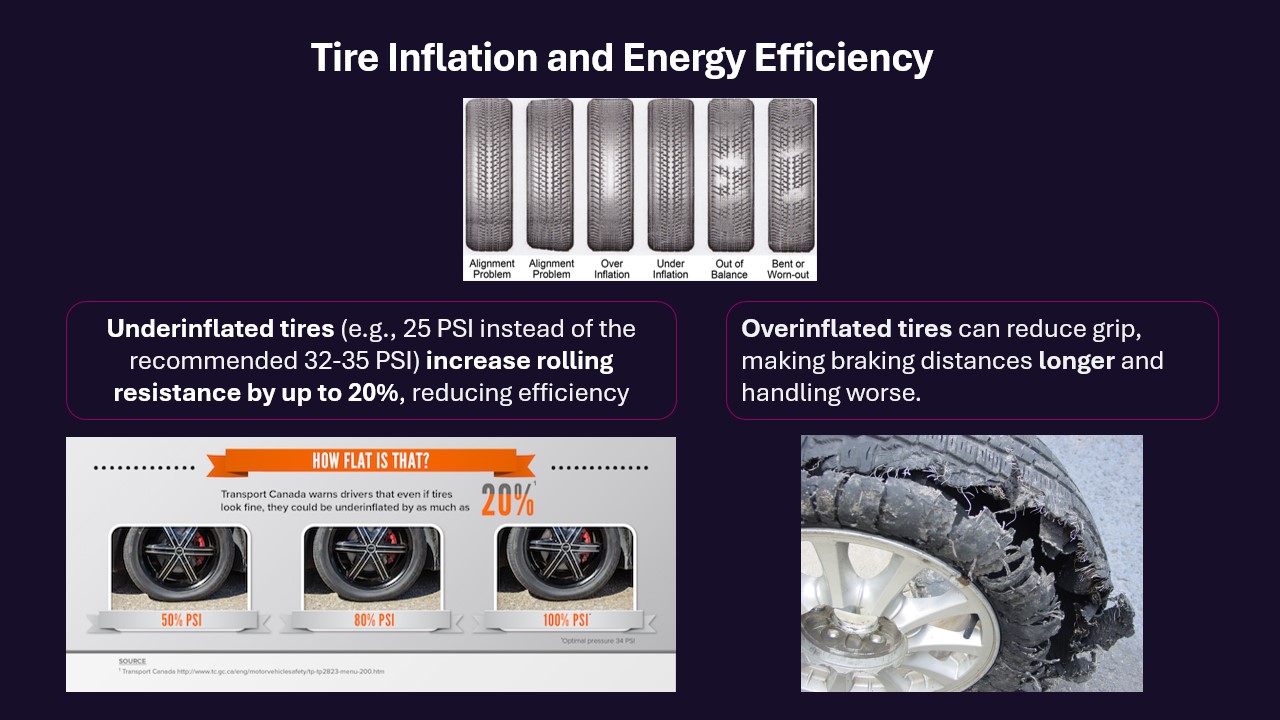 Tire Inflation and Energy Efficiency
Alignment Problem
Alignment Problem
Over Inflation
Under Inflation
Out of Balance
Bent or Worn-out
Underinflated tires (e.g., 25 PSI instead of the
recommended 32-35 PSI) increase rolling
resistance by up to 20%, reducing efficiency
Overinflated tires can reduce grip,
making braking distances longer and
handling worse.
HOW FLAT IS THAT?
Transport Canada warns drivers that even if tires
look fine, they could be underinflated by as much as
20%¹
50% PSI
80% PSI
100% PSI*
*Optimal pressure 34 PSI
SOURCE
¹ Transport Canada http://www.tc.gc.ca/eng/motorvehiclesafety/tp-tp2823-menu-200.htm